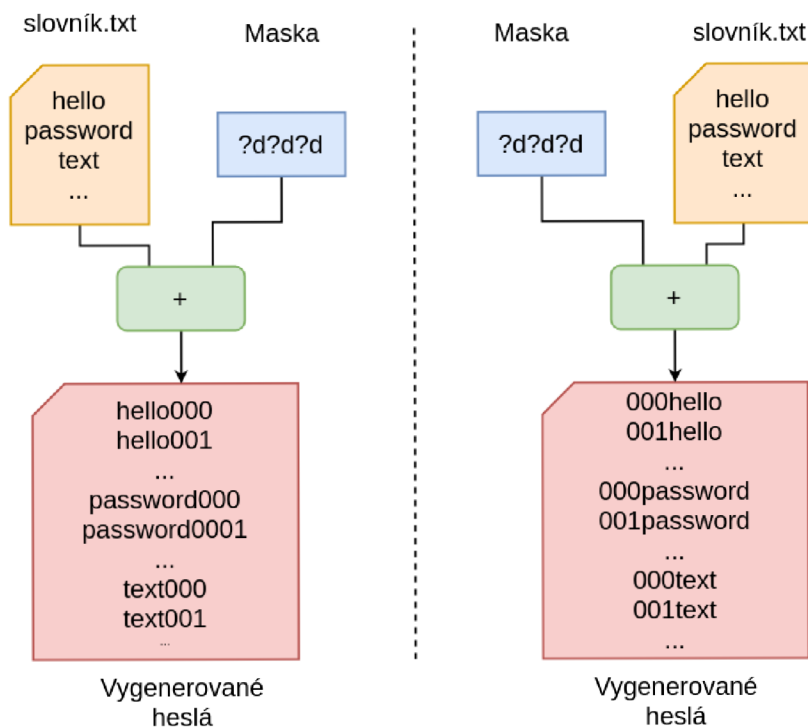 slovník.txt
Maska
hello
password
text
...
?d?d?d
+
hello000
hello001
...
password000
password0001
...
text000
text001
...
Vygenerované
heslá
Maska
slovník.txt
?d?d?d
hello
password
text
...
+
000hello
001hello
...
000password
001password
...
000text
001text
...
Vygenerované
heslá